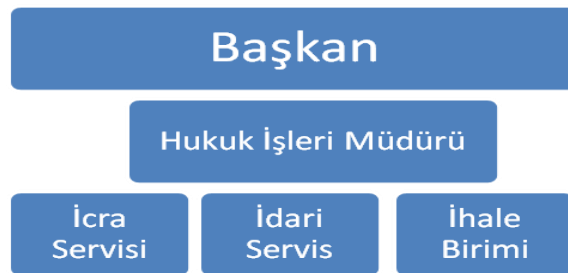 Başkan
Hukuk İşleri Müdürü
İcra
Servisi
İdari
Servis
İhale
Birimi